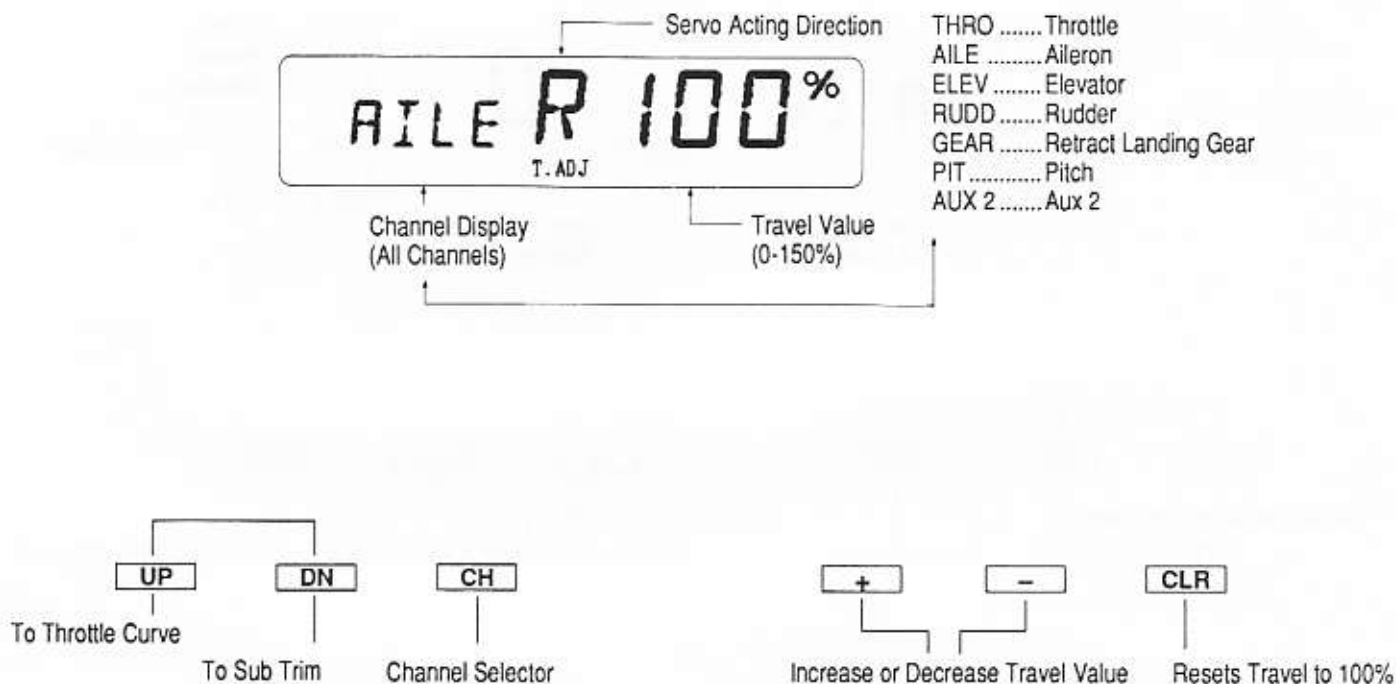 Servo Acting Direction
AILE R 100%
T.ADJ
Channel Display
(All Channels)
Travel Value
(0-150%)
THRO.......Throttle
AILE.........Aileron
ELEV........Elevator
RUDD.......Rudder
GEAR.......Retract Landing Gear
PIT............Pitch
AUX 2.......Aux 2
UP
DN
CH
+
−
CLR
To Throttle Curve
To Sub Trim
Channel Selector
Increase or Decrease Travel Value
Resets Travel to 100%